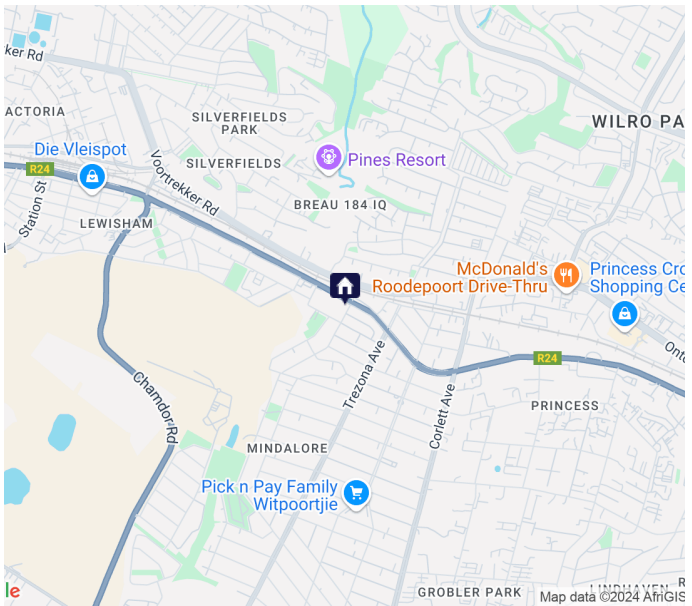 ker Rd
ACTORIA
SILVERFIELDS
PARK
WILRO PA
Die Vleispot
Voortrekker Rd
SILVERFIELDS
Pines Resort
R24
Station St
BREAU 184 IQ
LEWISHAM
McDonald's
Roodepoort Drive-Thru
Princess Cro
Shopping Ce
Onto
Trezona Ave
R24
Chamdor Rd
Corlett Ave
PRINCESS
MINDALORE
Pick n Pay Family
Witpoortjie
GROBLER PARK
LINDHAVEN
R
le
Map data ©2024 AfriGIS